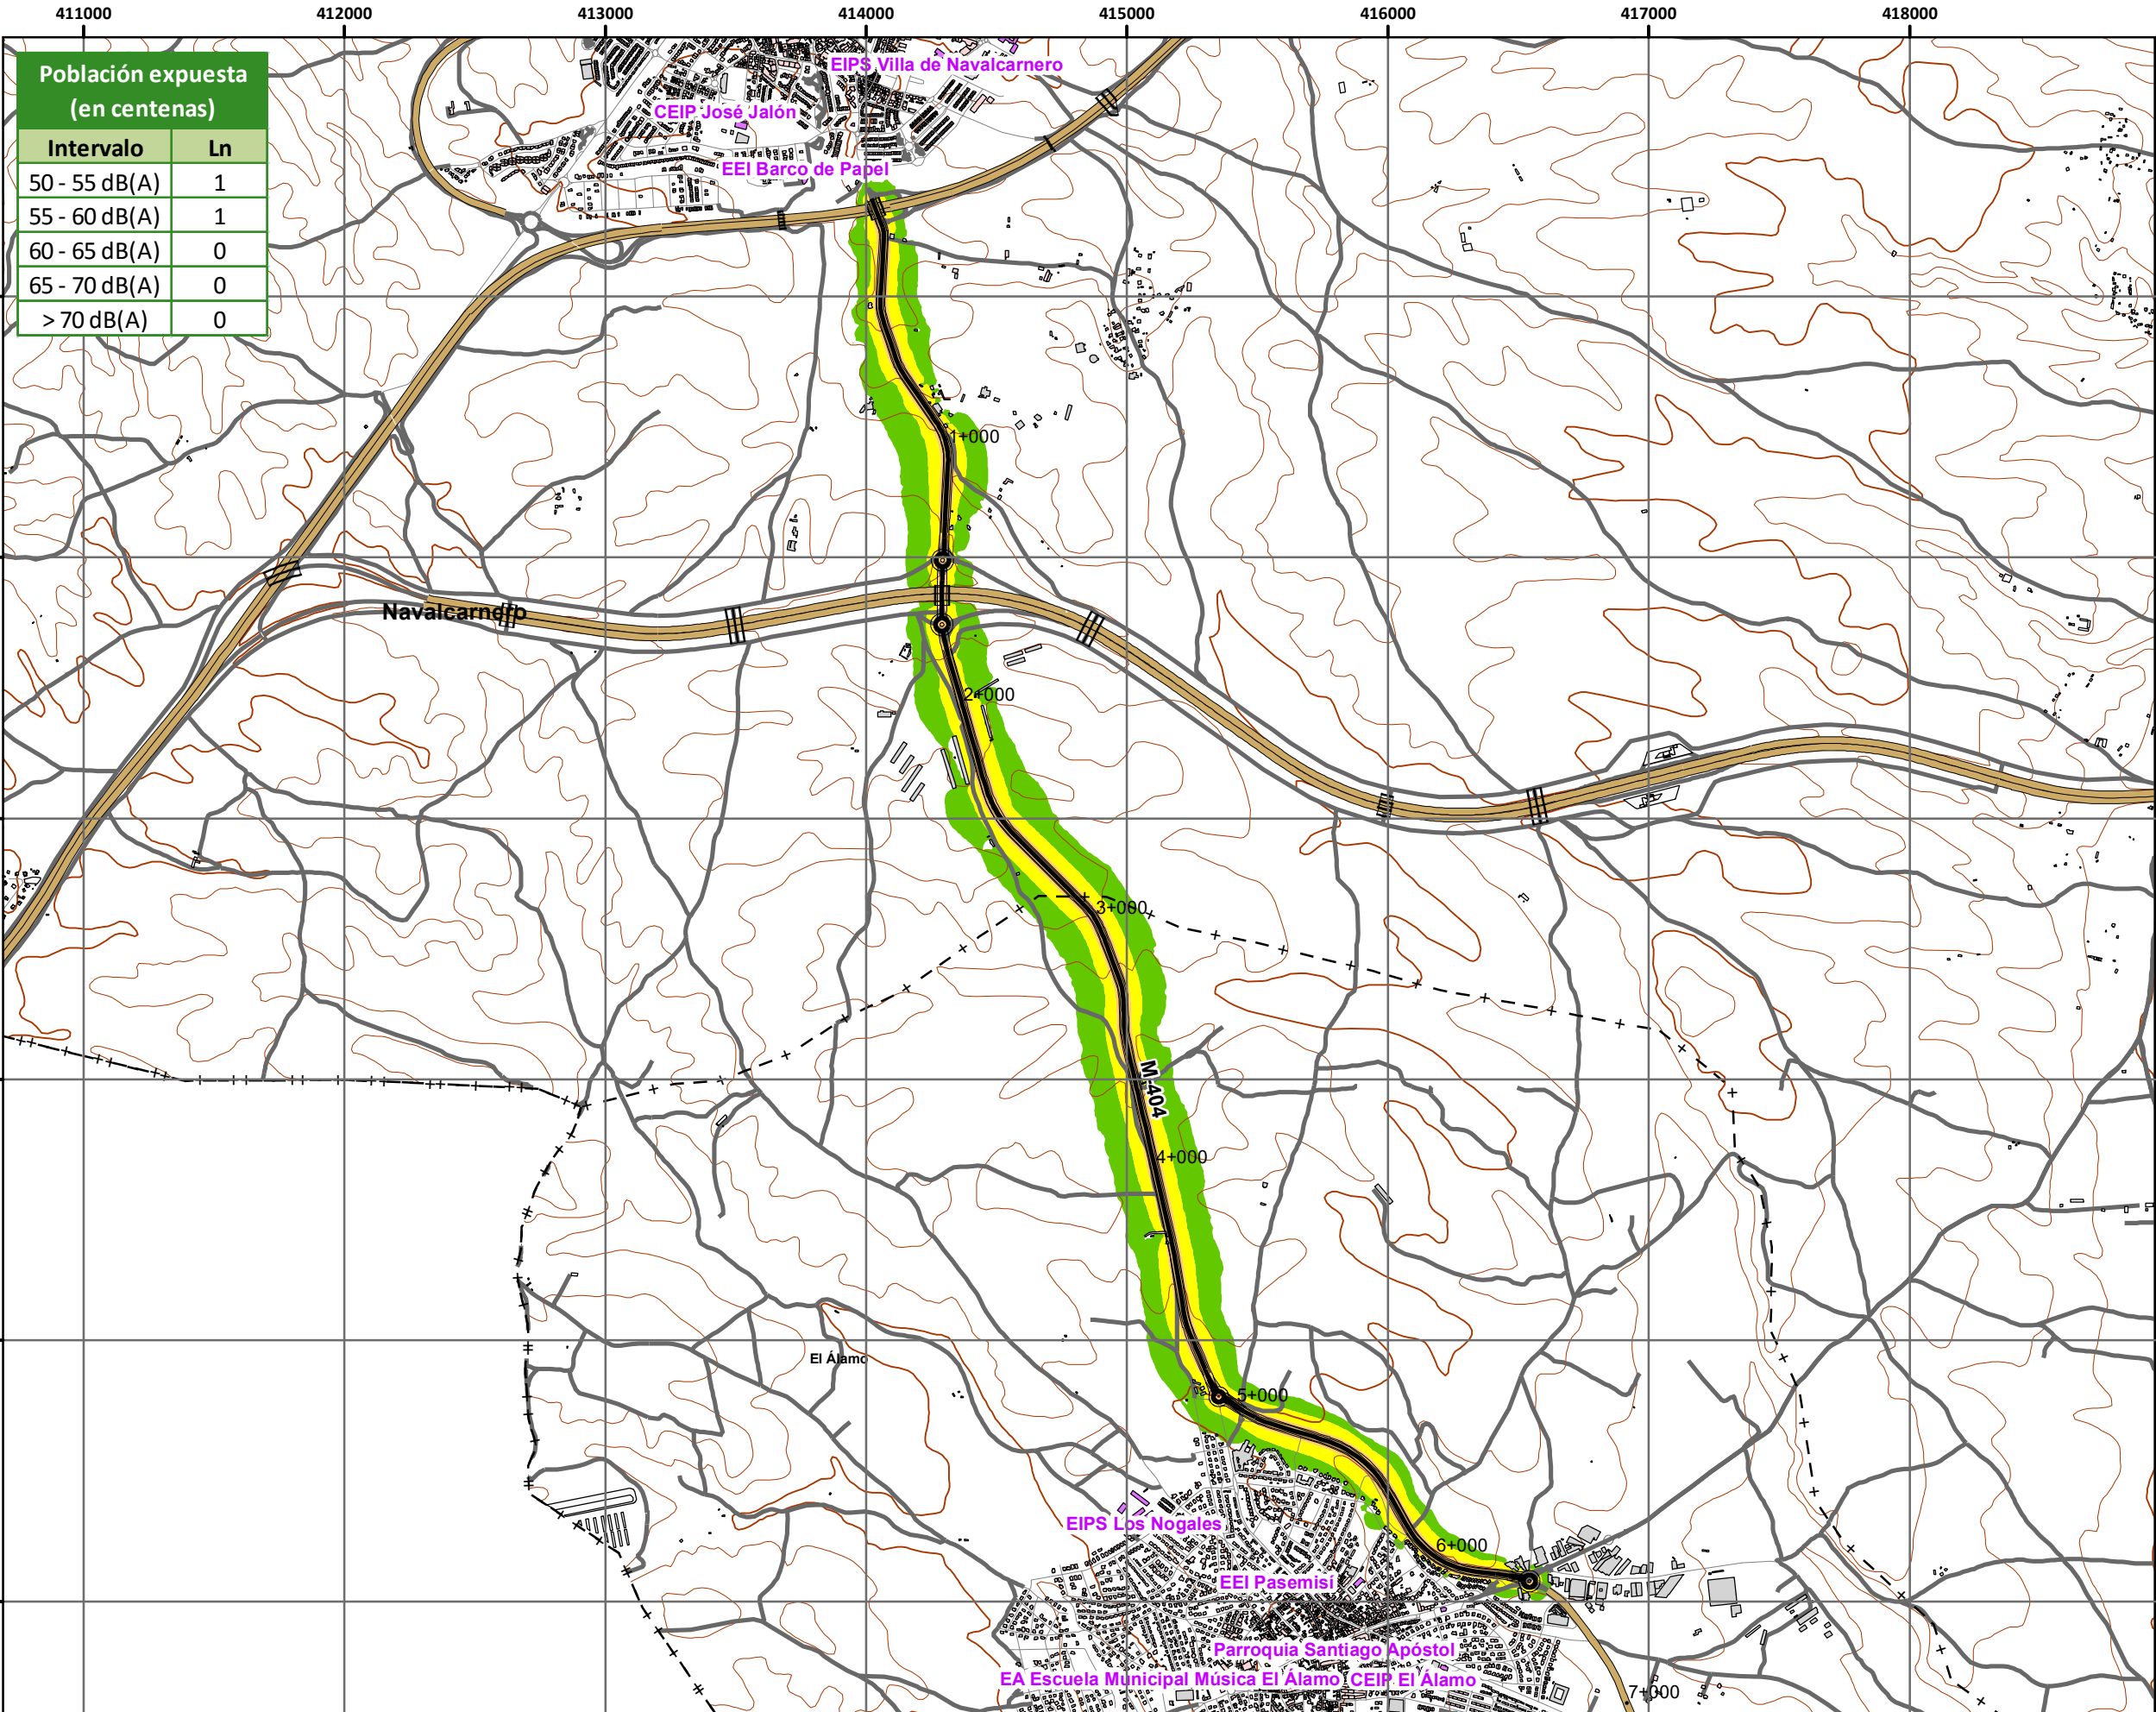 411000 412000 413000 414000 415000 416000 417000 418000
Población expuesta
(en centenas)
Intervalo Ln
50 - 55 dB(A) 1
55 - 60 dB(A) 1
60 - 65 dB(A) 0
65 - 70 dB(A) 0
> 70 dB(A) 0
EIPS Villa de Navalcarnero
CEIP José Jalón
EEI Barco de Papel
1+000
Navalcarnero
2+000
3+000
M-404
4+000
El Álamo
5+000
EIPS Los Nogales
6+000
EEI Pasemisí
Parroquia Santiago Apóstol
EA Escuela Municipal Música El Álamo CEIP El Álamo
7+000